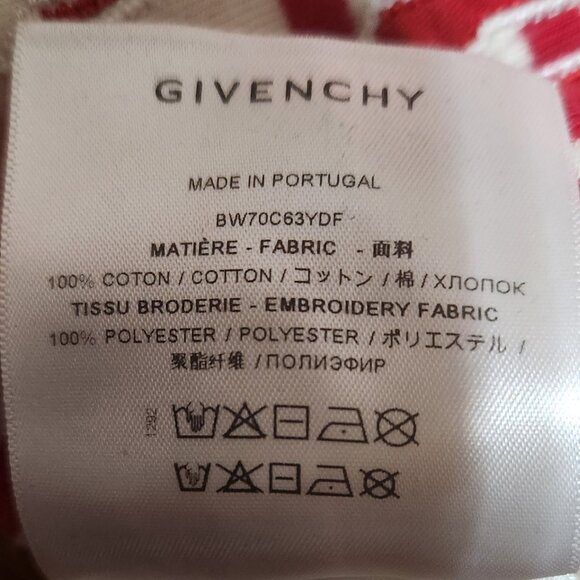 GIVENCHY
MADE IN PORTUGAL
BW70C63YDF
MATIÈRE - FABRIC - 面料
100% COTON / COTTON / コットン / 棉 / ХЛОПОК
TISSU BRODERIE - EMBROIDERY FABRIC
100% POLYESTER / POLYESTER / ポリエステル /
聚酯纤维 / ПОЛИЭФИР
1292